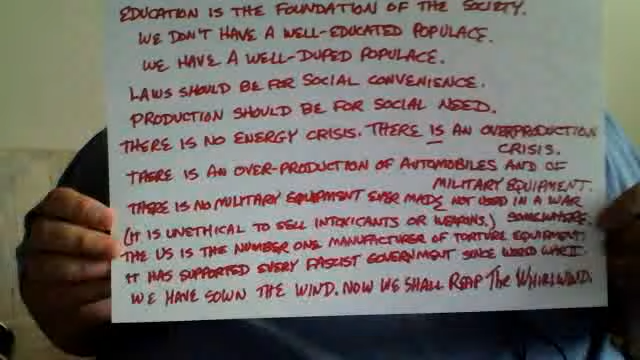 EDUCATION IS THE FOUNDATION OF THE SOCIETY.
WE DON'T HAVE A WELL-EDUCATED POPULACE.
WE HAVE A WELL-DUPED POPULACE.
LAWS SHOULD BE FOR SOCIAL CONVENIENCE.
PRODUCTION SHOULD BE FOR SOCIAL NEED.
THERE IS NO ENERGY CRISIS. THERE IS AN OVERPRODUCTION
CRISIS.
THERE IS AN OVER-PRODUCTION OF AUTOMOBILES AND OF
MILITARY EQUIPMENT.
THERE IS NO MILITARY EQUIPMENT EVER MADE NOT USED IN A WAR
SOMEWHERE.
(IT IS UNETHICAL TO SELL INTOXICANTS OR WEAPONS.)
THE US IS THE NUMBER ONE MANUFACTURER OF TORTURE EQUIPMENT.
IT HAS SUPPORTED EVERY FASCIST GOVERNMENT SINCE WORLD WAR II.
WE HAVE SOWN THE WIND. NOW WE SHALL REAP THE WHIRLWIND.